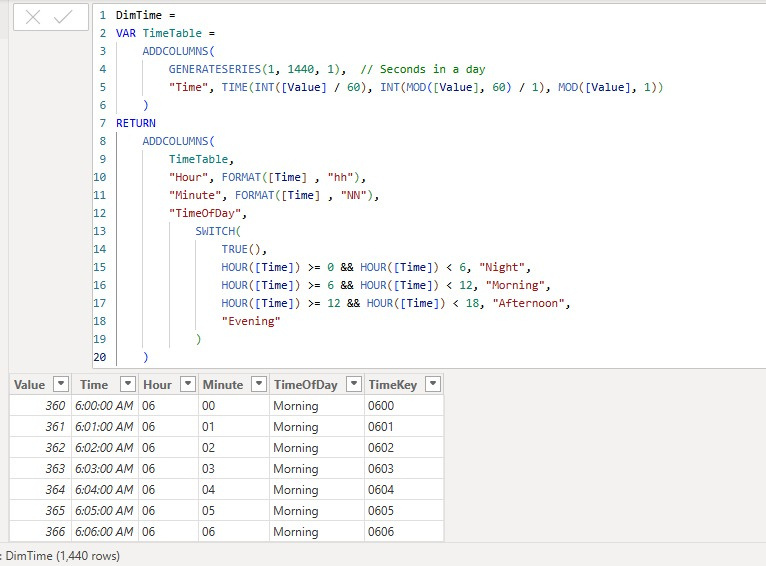 1 DimTime =
2 VAR TimeTable =
3 ADDCOLUMNS(
4 GENERATESERIES(1, 1440, 1), // Seconds in a day
5 "Time", TIME(INT([Value] / 60), INT(MOD([Value], 60) / 1), MOD([Value], 1))
6 )
7 RETURN
8 ADDCOLUMNS(
9 TimeTable,
10 "Hour", FORMAT([Time] , "hh"),
11 "Minute", FORMAT([Time] , "NN"),
12 "TimeOfDay",
13 SWITCH(
14 TRUE(),
15 HOUR([Time]) >= 0 && HOUR([Time]) < 6, "Night",
16 HOUR([Time]) >= 6 && HOUR([Time]) < 12, "Morning",
17 HOUR([Time]) >= 12 && HOUR([Time]) < 18, "Afternoon",
18 "Evening"
19 )
20 )
Value Time Hour Minute TimeOfDay TimeKey
360 6:00:00 AM 06 00 Morning 0600
361 6:01:00 AM 06 01 Morning 0601
362 6:02:00 AM 06 02 Morning 0602
363 6:03:00 AM 06 03 Morning 0603
364 6:04:00 AM 06 04 Morning 0604
365 6:05:00 AM 06 05 Morning 0605
366 6:06:00 AM 06 06 Morning 0606
: DimTime (1,440 rows)